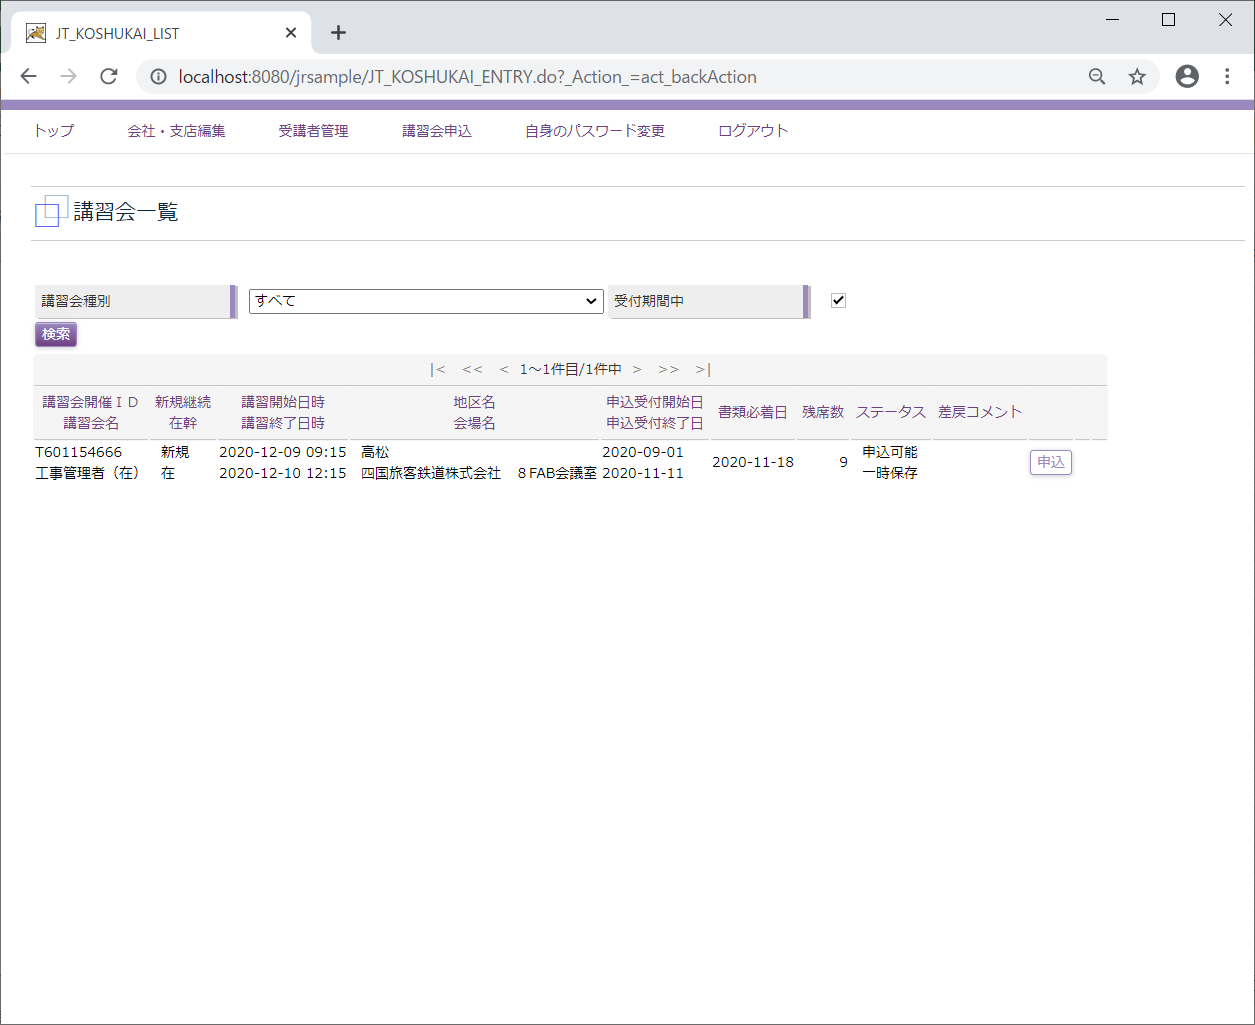 JT_KOSHUKAI_LIST
localhost:8080/jrsample/JT_KOSHUKAI_ENTRY.do?_Action_=act_backAction
トップ 会社・支店編集 受講者管理 講習会申込 自身のパスワード変更 ログアウト
講習会一覧
講習会種別 すべて 受付期間中
検索
|< << < 1～1件目/1件中 > >> >|
講習会開催ＩＤ 新規継続 講習開始日時 地区名 申込受付開始日 書類必着日 残席数 ステータス 差戻コメント
講習会名 在幹 講習終了日時 会場名 申込受付終了日
T601154666 新規 2020-12-09 09:15 高松 2020-09-01 2020-11-18 9 申込可能 申込
工事管理者（在） 在 2020-12-10 12:15 四国旅客鉄道株式会社　８FAB会議室 2020-11-11 一時保存